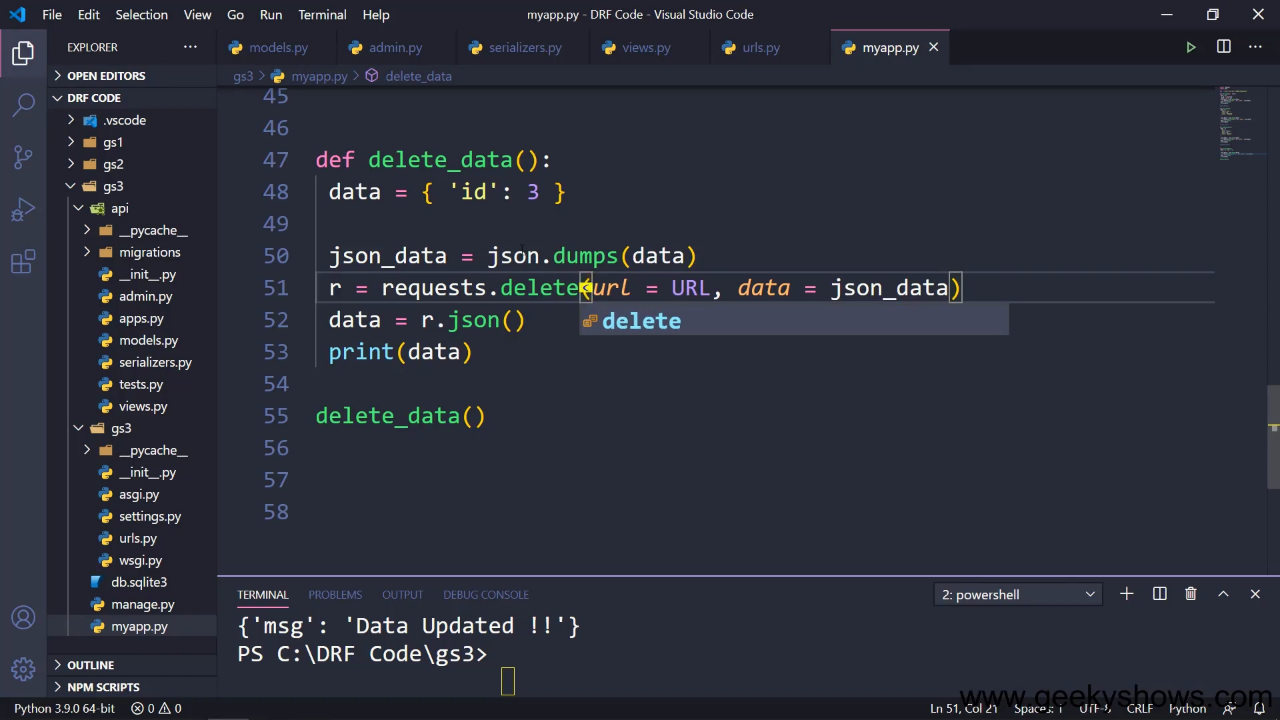 File Edit Selection View Go Run Terminal Help myapp.py - DRF Code - Visual Studio Code
EXPLORER
models.py admin.py serializers.py views.py urls.py myapp.py
OPEN EDITORS
DRF CODE
.vscode
gs1
gs2
gs3
api
__pycache__
migrations
__init__.py
admin.py
apps.py
models.py
serializers.py
tests.py
views.py
gs3
__pycache__
__init__.py
asgi.py
settings.py
urls.py
wsgi.py
db.sqlite3
manage.py
myapp.py
OUTLINE
NPM SCRIPTS
gs3 > myapp.py > delete_data
45
46
47 def delete_data():
48 data = { 'id': 3 }
49
50 json_data = json.dumps(data)
51 r = requests.delete(url = URL, data = json_data)
delete
52 data = r.json()
53 print(data)
54
55 delete_data()
56
57
58
TERMINAL PROBLEMS OUTPUT DEBUG CONSOLE 2: powershell
{'msg': 'Data Updated !!'}
PS C:\DRF Code\gs3>
www.geekyshows.com
Python 3.9.0 64-bit 0 0 Ln 51, Col 21 Spaces: 1 UTF-8 CRLF Python